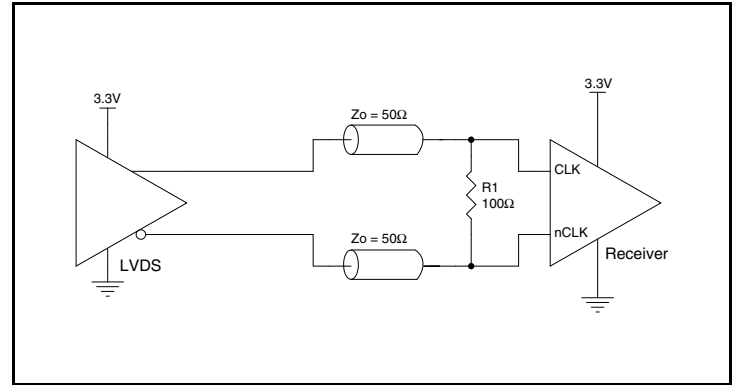 3.3V
3.3V
Zo = 50Ω
CLK
R1
100Ω
Zo = 50Ω
nCLK
Receiver
LVDS